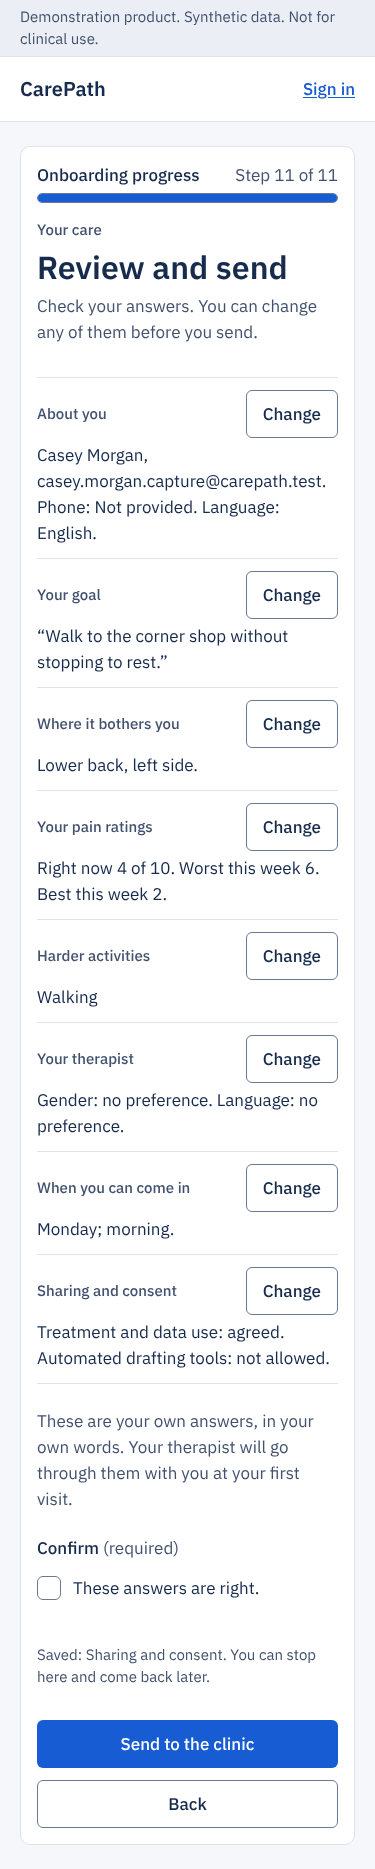 Demonstration product. Synthetic data. Not for
clinical use.
CarePath
Sign in
Onboarding progress
Step 11 of 11
Your care
Review and send
Check your answers. You can change
any of them before you send.
About you
Change
Casey Morgan,
casey.morgan.capture@carepath.test.
Phone: Not provided. Language:
English.
Your goal
Change
“Walk to the corner shop without
stopping to rest.”
Where it bothers you
Change
Lower back, left side.
Your pain ratings
Change
Right now 4 of 10. Worst this week 6.
Best this week 2.
Harder activities
Change
Walking
Your therapist
Change
Gender: no preference. Language: no
preference.
When you can come in
Change
Monday; morning.
Sharing and consent
Change
Treatment and data use: agreed.
Automated drafting tools: not allowed.
These are your own answers, in your
own words. Your therapist will go
through them with you at your first
visit.
Confirm (required)
These answers are right.
Saved: Sharing and consent. You can stop
here and come back later.
Send to the clinic
Back